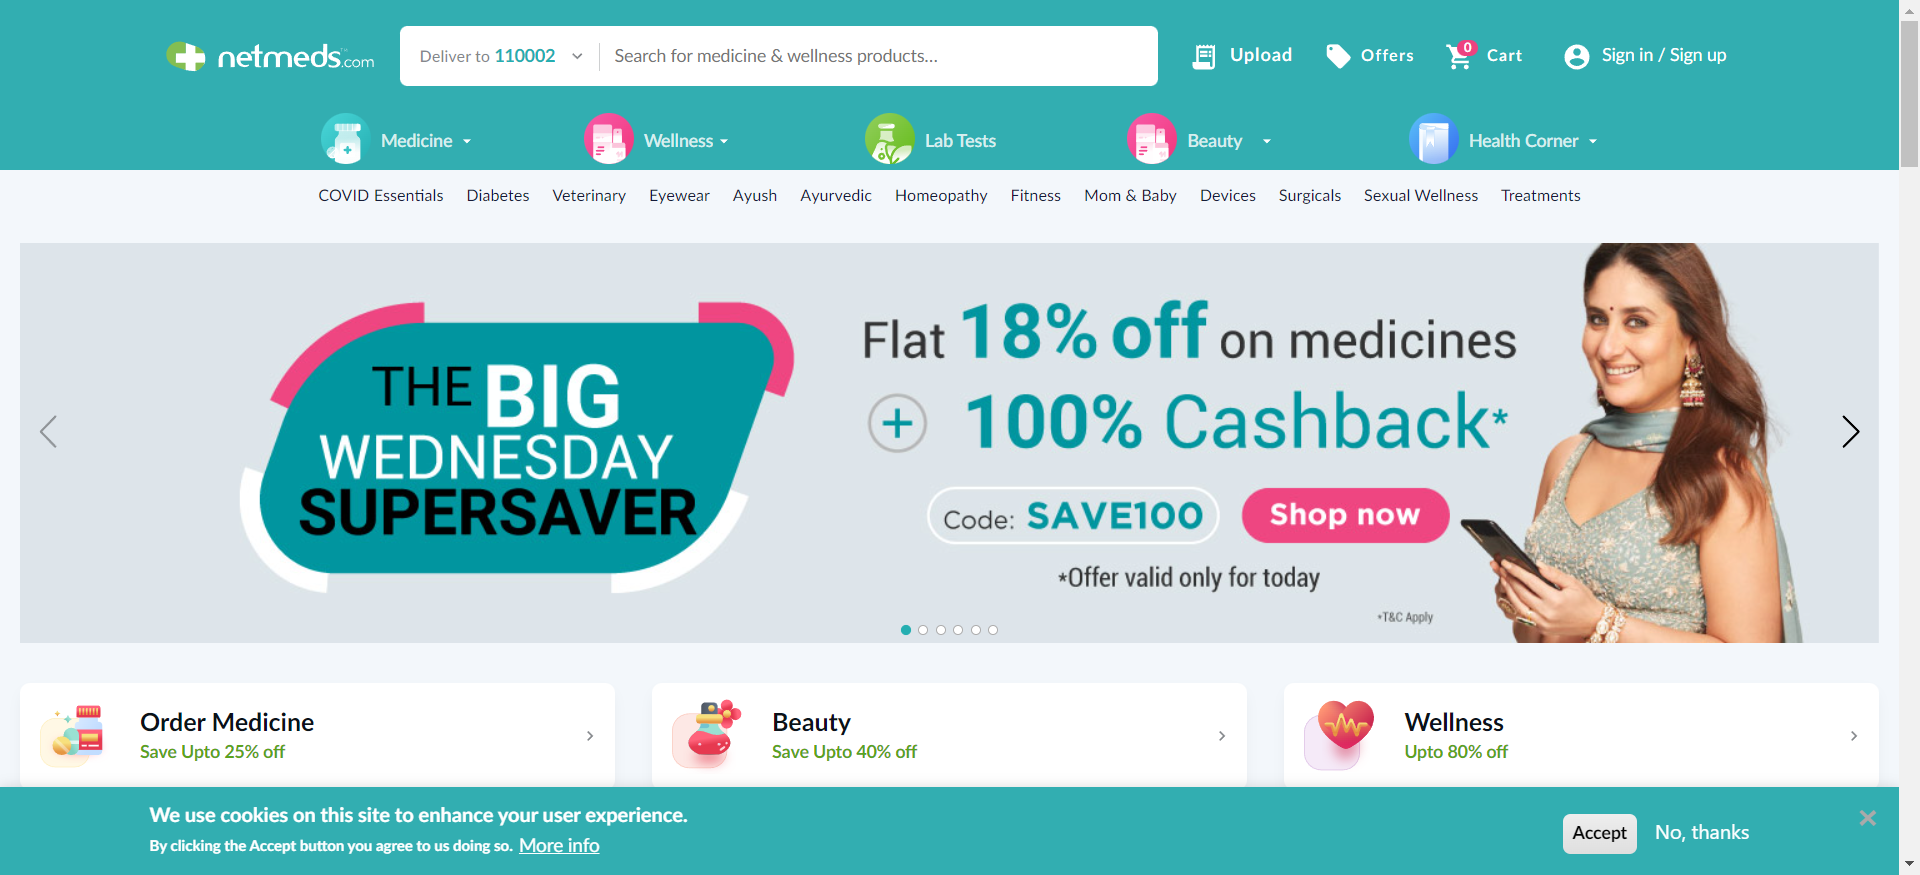 netmeds.com
Deliver to 110002
Search for medicine & wellness products...
Upload
Offers
0
Cart
Sign in / Sign up
Medicine
Wellness
Lab Tests
Beauty
Health Corner
COVID Essentials
Diabetes
Veterinary
Eyewear
Ayush
Ayurvedic
Homeopathy
Fitness
Mom & Baby
Devices
Surgicals
Sexual Wellness
Treatments
THE BIG
WEDNESDAY
SUPERSAVER
Flat 18% off on medicines
+ 100% Cashback*
Code: SAVE100
Shop now
*Offer valid only for today
*T&C Apply
Order Medicine
Save Upto 25% off
Beauty
Save Upto 40% off
Wellness
Upto 80% off
We use cookies on this site to enhance your user experience.
By clicking the Accept button you agree to us doing so. More info
Accept
No, thanks